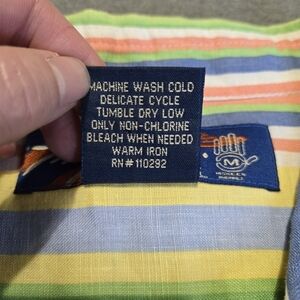 MACHINE WASH COLD
DELICATE CYCLE
TUMBLE DRY LOW
ONLY NON-CHLORINE
BLEACH WHEN NEEDED
WARM IRON
RN# 110292
M